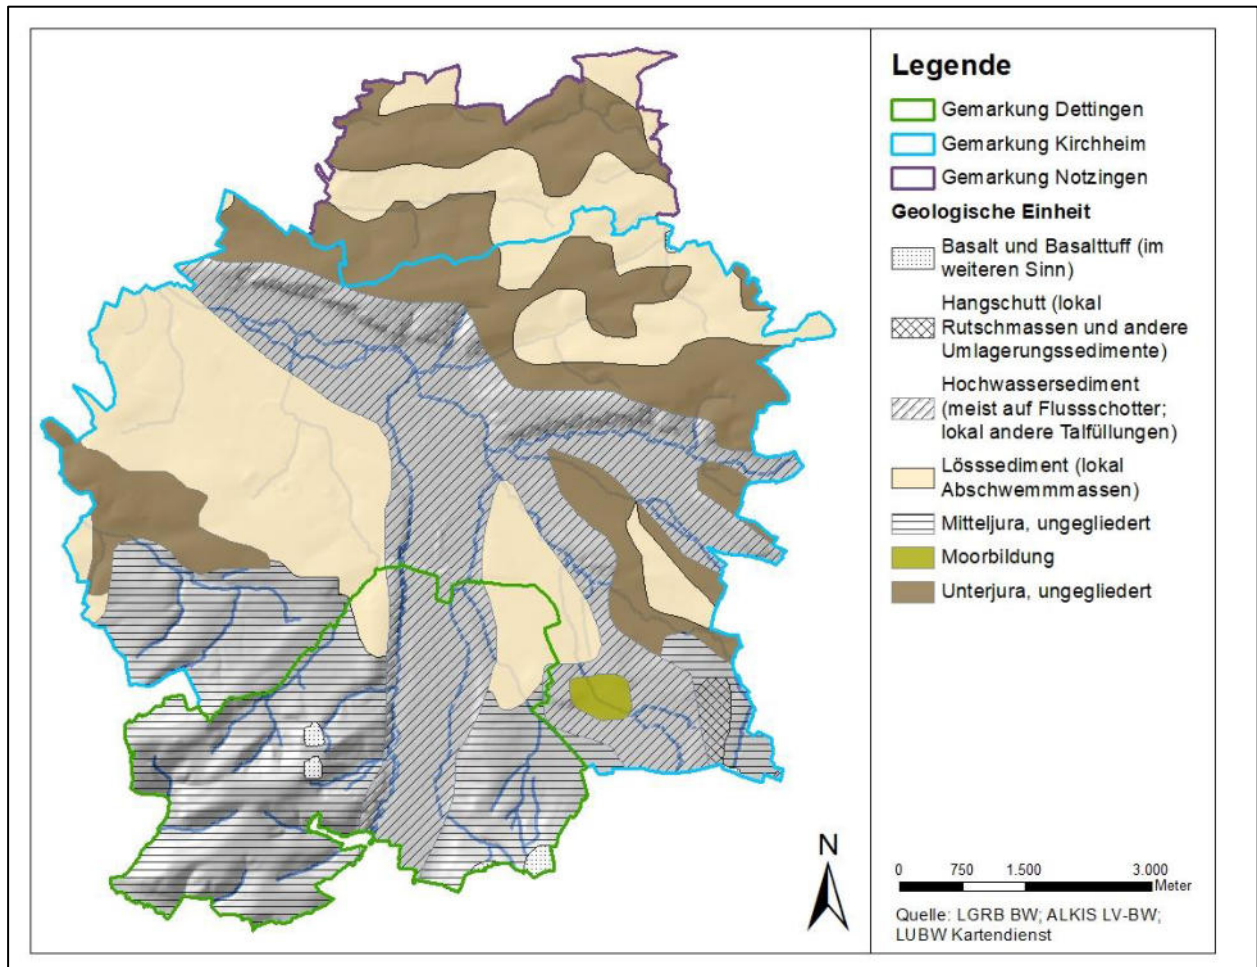 Legende
Gemarkung Dettingen
Gemarkung Kirchheim
Gemarkung Notzingen
Geologische Einheit
Basalt und Basalttuff (im
weiteren Sinn)
Hangschutt (lokal
Rutschmassen und andere
Umlagerungssedimente)
Hochwassersediment
(meist auf Flussschotter;
lokal andere Talfüllungen)
Lösssediment (lokal
Abschwemmmassen)
Mitteljura, ungegliedert
Moorbildung
Unterjura, ungegliedert
N
0 750 1.500 3.000
Meter
Quelle: LGRB BW; ALKIS LV-BW;
LUBW Kartendienst